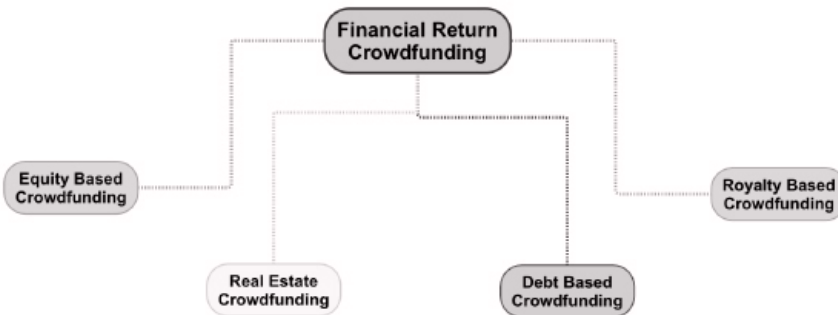 Financial Return
Crowdfunding
Equity Based
Crowdfunding
Royalty Based
Crowdfunding
Real Estate
Crowdfunding
Debt Based
Crowdfunding